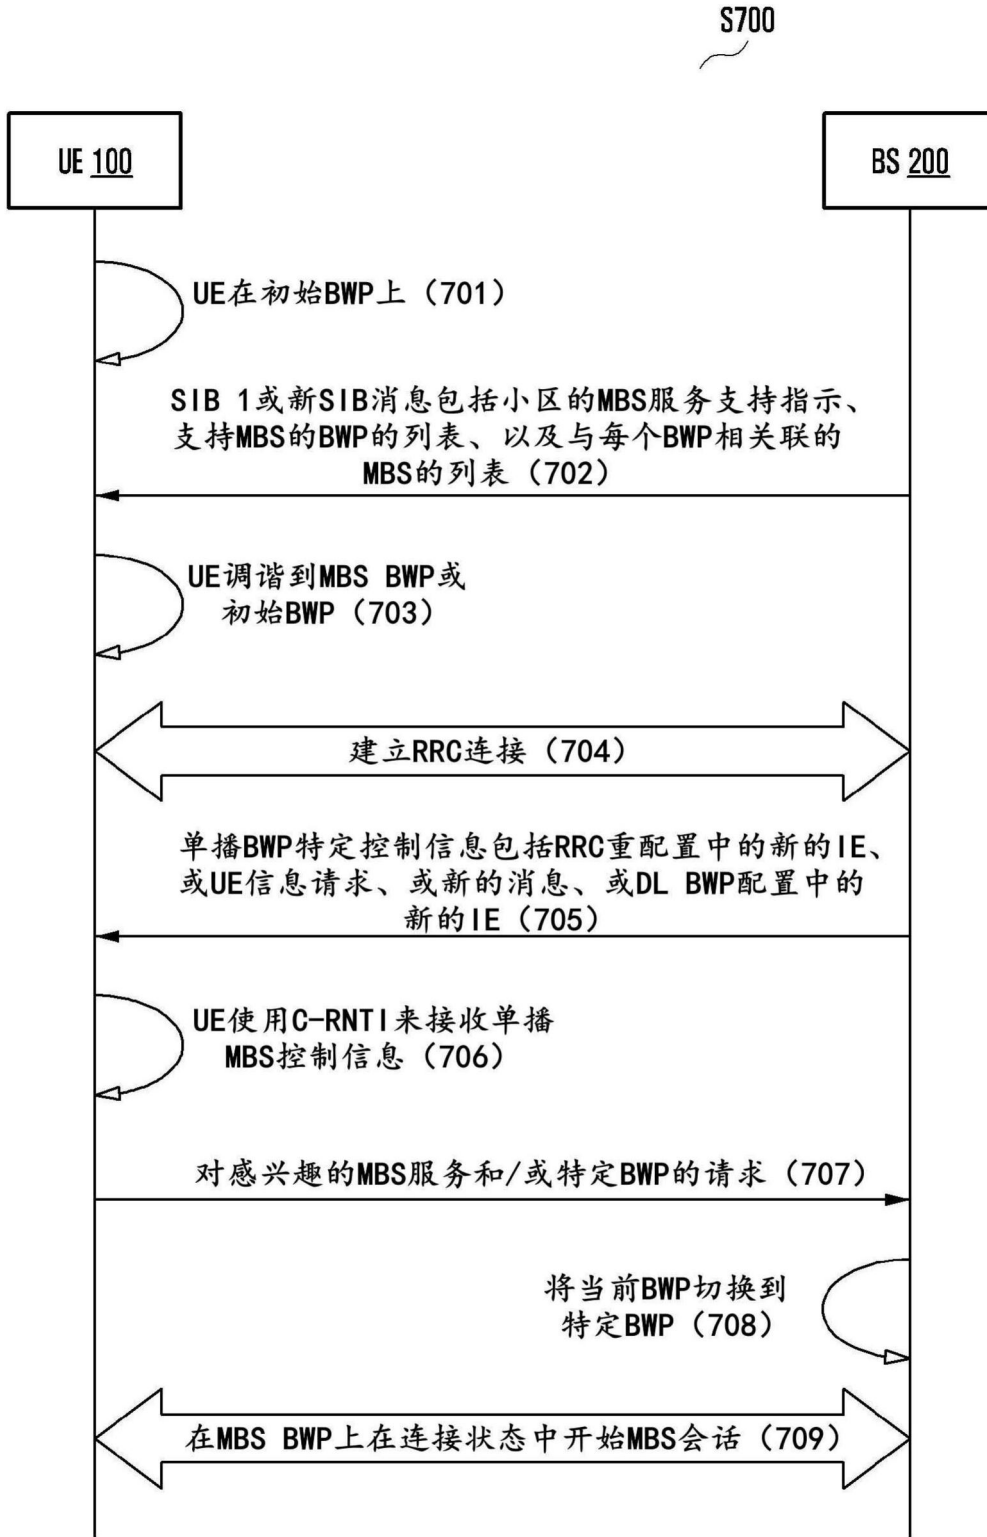 S700
UE 100
BS 200
UE在初始BWP上（701）
SIB 1或新SIB消息包括小区的MBS服务支持指示、
支持MBS的BWP的列表、以及与每个BWP相关联的
MBS的列表（702）
UE调谐到MBS BWP或
初始BWP（703）
建立RRC连接（704）
单播BWP特定控制信息包括RRC重配置中的新的IE、
或UE信息请求、或新的消息、或DL BWP配置中的
新的IE（705）
UE使用C-RNTI来接收单播
MBS控制信息（706）
对感兴趣的MBS服务和/或特定BWP的请求（707）
将当前BWP切换到
特定BWP（708）
在MBS BWP上在连接状态中开始MBS会话（709）